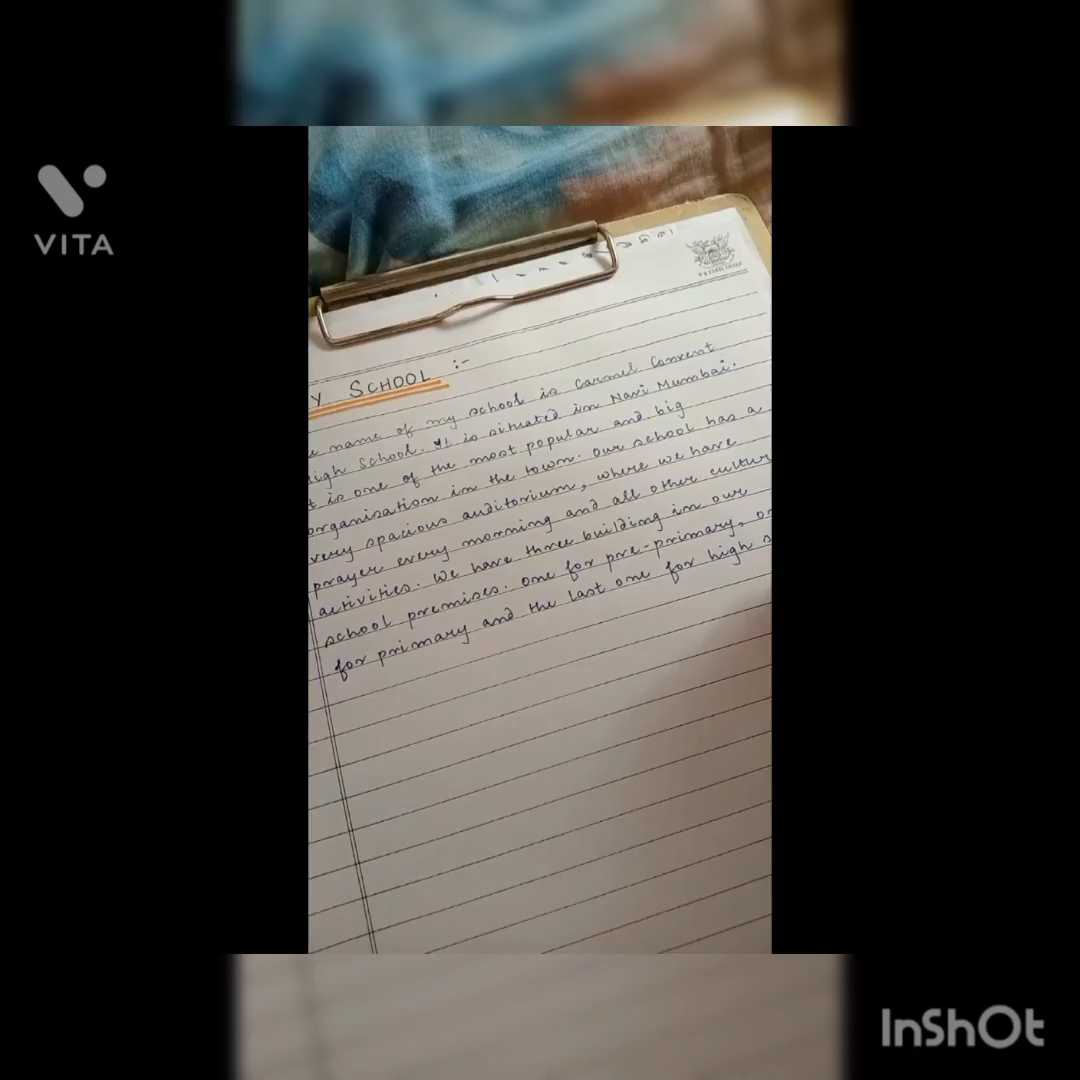 VITA
Y SCHOOL :-
e name of my school is Carmel Convent
High School. It is situated in Navi Mumbai.
t is one of the most popular and big
organisation in the town. Our school has a
very spacious auditorium, where we have
prayer every morning and all other cultur
activities. We have three building in our
school premises. One for pre-primary, o
for primary and the last one for high s
InShOt